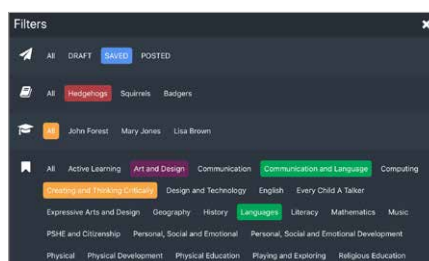 Filters
All DRAFT SAVED POSTED
All Hedgehogs Squirrels Badgers
All John Forest Mary Jones Lisa Brown
All Active Learning Art and Design Communication Communication and Language Computing
Creating and Thinking Critically Design and Technology English Every Child A Talker
Expressive Arts and Design Geography History Languages Literacy Mathematics Music
PSHE and Citizenship Personal, Social and Emotional Personal, Social and Emotional Development
Physical Physical Development Physical Education Playing and Exploring Religious Education